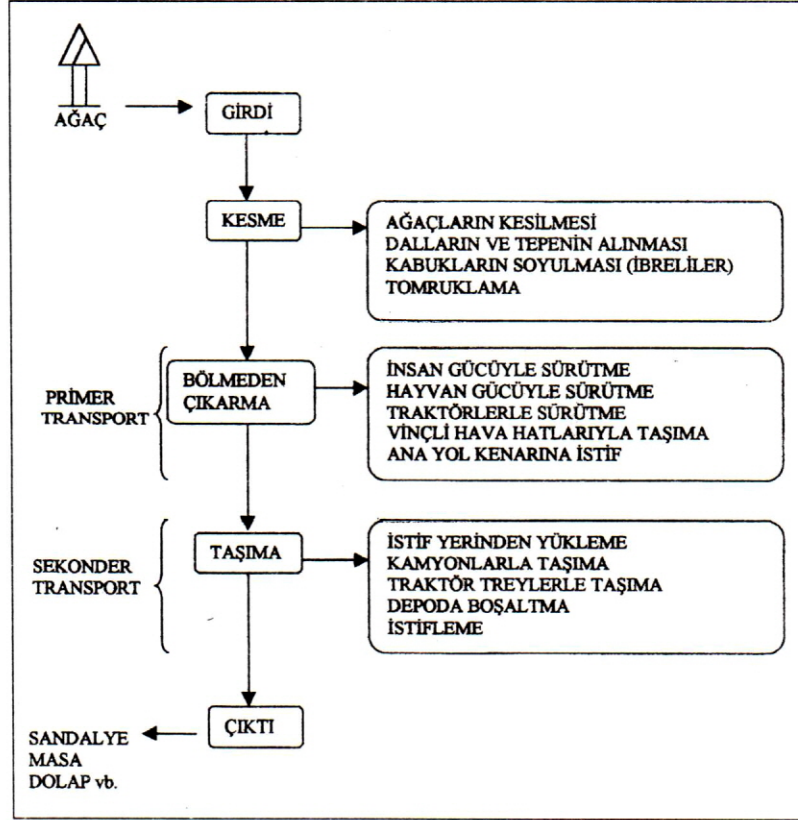 AĞAÇ
GİRDİ
KESME
AĞAÇLARIN KESİLMESİ
DALLARIN VE TEPENİN ALINMASI
KABUKLARIN SOYULMASI (İBRELİLER)
TOMRUKLAMA
PRİMER
TRANSPORT
BÖLMEDEN
ÇIKARMA
İNSAN GÜCÜYLE SÜRÜTME
HAYVAN GÜCÜYLE SÜRÜTME
TRAKTÖRLERLE SÜRÜTME
VİNÇLİ HAVA HATLARIYLA TAŞIMA
ANA YOL KENARINA İSTİF
SEKONDER
TRANSPORT
TAŞIMA
İSTİF YERİNDEN YÜKLEME
KAMYONLARLA TAŞIMA
TRAKTÖR TREYLERLE TAŞIMA
DEPODA BOŞALTMA
İSTİFLEME
ÇIKTI
SANDALYE
MASA
DOLAP vb.